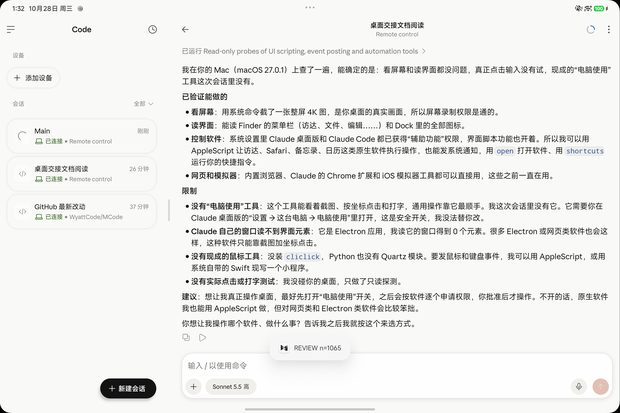 1:32 10月28日 周三
100
Code
桌面交接文档阅读
Remote control
设备
添加设备
会话
全部
Main
刚刚
已连接 • Remote control
桌面交接文档阅读
26 分钟
已连接 • Remote control
GitHub 最新改动
37 分钟
已连接 • WyattCode/MCode
新建会话
已运行 Read-only probes of UI scripting, event posting and automation tools
我在你的 Mac（macOS 27.0.1）上查了一遍，能确定的是：看屏幕和读界面都没问题，真正点击输入没有试，现成的“电脑使用”
工具这次会话里没有。
已验证能做的
• 看屏幕：用系统命令截了一张整屏 4K 图，是你桌面的真实画面，所以屏幕录制权限是通的。
• 读界面：能读 Finder 的菜单栏（访达、文件、编辑……）和 Dock 里的全部图标。
• 控制软件：系统设置里 Claude 桌面版和 Claude Code 都已获得“辅助功能”权限，界面脚本功能也开着。所以我可以用
AppleScript 让访达、Safari、备忘录、日历这类原生软件执行操作，也能发系统通知，用 open 打开软件、用 shortcuts
运行你的快捷指令。
• 网页和模拟器：内置浏览器、Claude 的 Chrome 扩展和 iOS 模拟器工具都可以直接用，这些之前一直在用。
限制
• 没有“电脑使用”工具：这个工具能看着截图、按坐标点击和打字，通用操作靠它最顺手。我这次会话里没有它。它需要你在
Claude 桌面版的“设置 → 这台电脑 → 电脑使用”里打开，这是安全开关，我没法替你改。
• Claude 自己的窗口读不到界面元素：它是 Electron 应用，我读它的窗口得到 0 个元素。很多 Electron 或网页类软件也会这
样，这种软件只能靠截图加坐标点击。
• 没有现成的鼠标工具：没装 cliclick，Python 也没有 Quartz 模块。要发鼠标和键盘事件，我可以用 AppleScript，或用
系统自带的 Swift 现写一个小程序。
• 没有实际点击或打字测试：我没碰你的桌面，只做了只读探测。
建议：想让我真正操作桌面，最好先打开“电脑使用”开关，之后会按软件逐个申请权限，你批准后才操作。不开的话，原生软件
我也能用 AppleScript 做，但对网页类和 Electron 类软件会比较笨拙。
你想让我操作哪个软件、做什么事？告诉我之后我就按这个来选方式。
REVIEW n=1065
输入 / 以使用命令
Sonnet 5.5 高